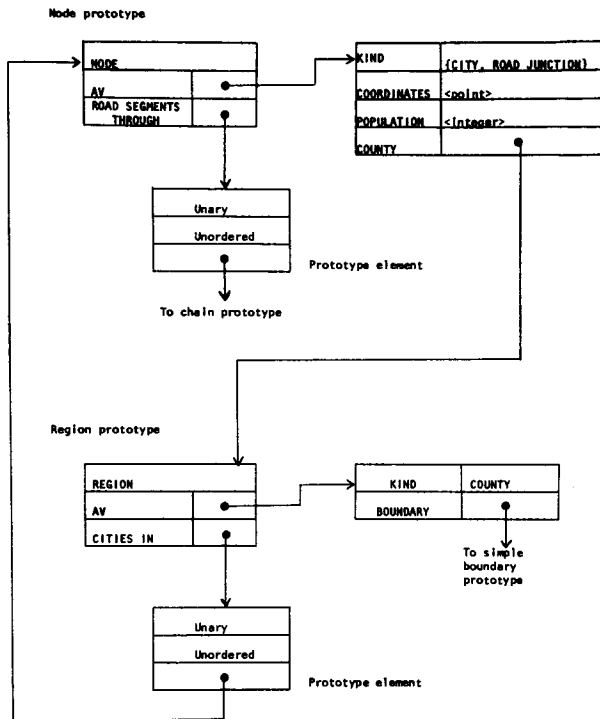 Node prototype
NODE
AV
ROAD SEGMENTS
THROUGH
KIND
{CITY, ROAD JUNCTION}
COORDINATES
<point>
POPULATION
<integer>
COUNTY
Unary
Unordered
Prototype element
To chain prototype
Region prototype
REGION
AV
CITIES IN
KIND
COUNTY
BOUNDARY
To simple
boundary
prototype
Unary
Unordered
Prototype element